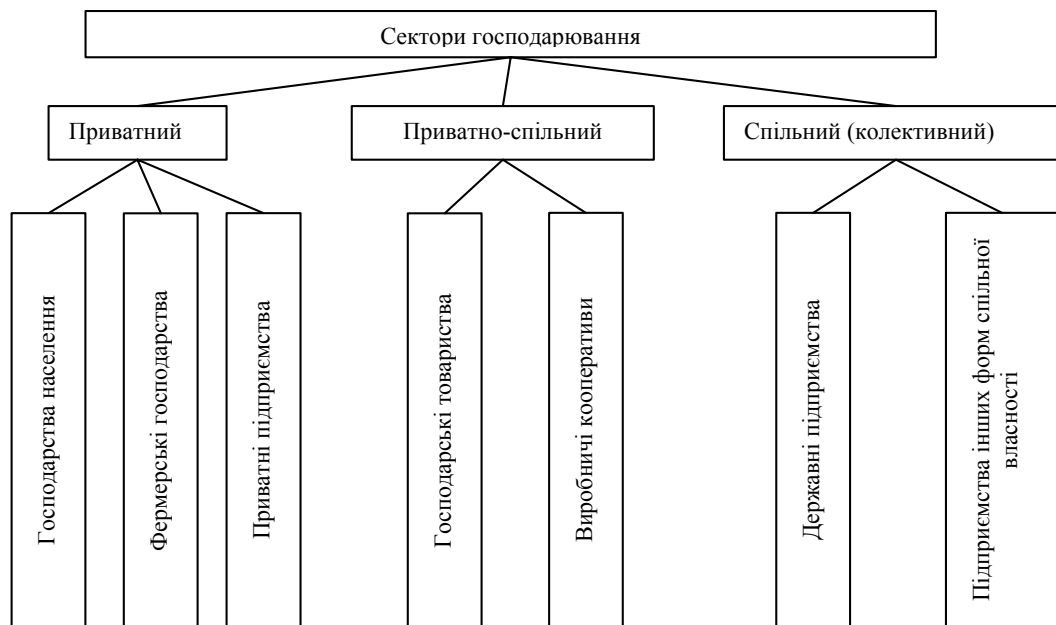 Сектори господарювання
Приватний
Приватно-спільний
Спільний (колективний)
Господарства населення
Фермерські господарства
Приватні підприємства
Господарські товариства
Виробничі кооперативи
Державні підприємства
Підприємства інших форм спільної
власності